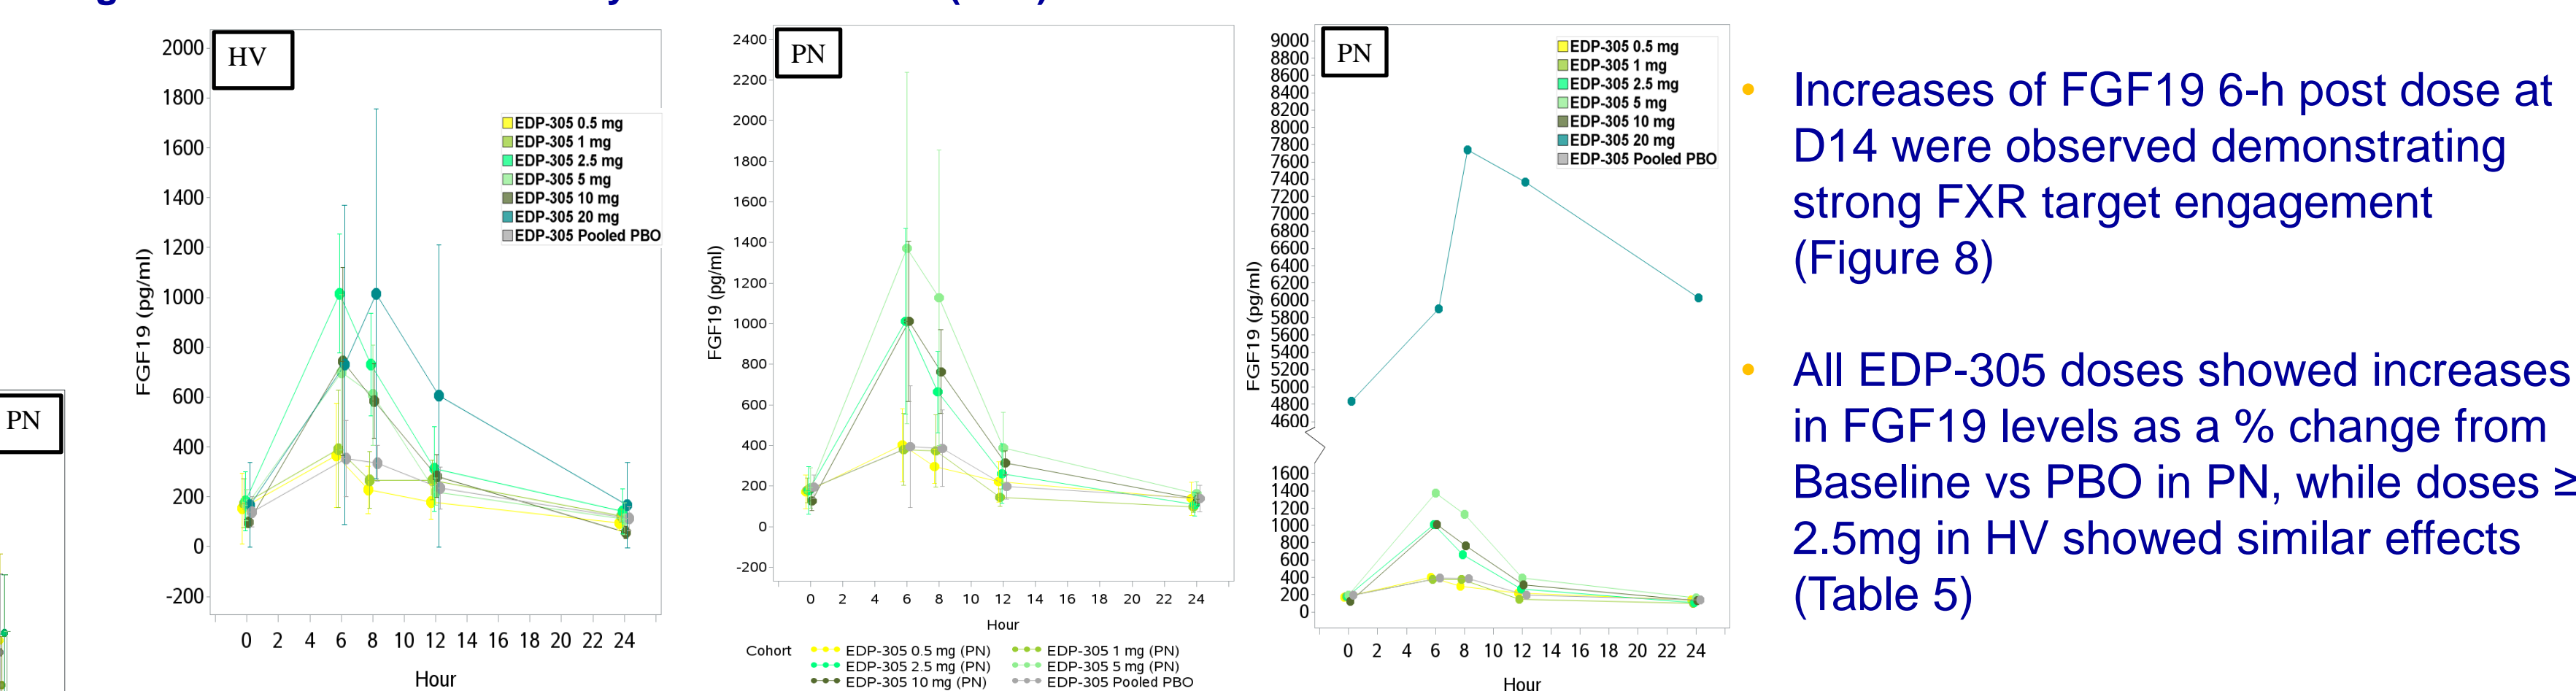 PN
HV
2000
1800
1600
1400
1200
1000
800
600
400
200
0
-200
FGF19 (pg/ml)
EDP-305 0.5 mg
EDP-305 1 mg
EDP-305 2.5 mg
EDP-305 5 mg
EDP-305 10 mg
EDP-305 20 mg
EDP-305 Pooled PBO
0 2 4 6 8 10 12 14 16 18 20 22 24
Hour
PN
2400
2200
2000
1800
1600
1400
1200
1000
800
600
400
200
0
-200
FGF19 (pg/ml)
0 2 4 6 8 10 12 14 16 18 20 22 24
Hour
Cohort EDP-305 0.5 mg (PN) EDP-305 1 mg (PN)
EDP-305 2.5 mg (PN) EDP-305 5 mg (PN)
EDP-305 10 mg (PN) EDP-305 Pooled PBO
PN
9000
8800
8600
8400
8200
8000
7800
7600
7400
7200
7000
6800
6600
6400
6200
6000
5800
5600
5400
5200
5000
4800
4600
1600
1400
1200
1000
800
600
400
200
0
FGF19 (pg/ml)
EDP-305 0.5 mg
EDP-305 1 mg
EDP-305 2.5 mg
EDP-305 5 mg
EDP-305 10 mg
EDP-305 20 mg
EDP-305 Pooled PBO
0 2 4 6 8 10 12 14 16 18 20 22 24
Hour
• Increases of FGF19 6-h post dose at
D14 were observed demonstrating
strong FXR target engagement
(Figure 8)
• All EDP-305 doses showed increases
in FGF19 levels as a % change from
Baseline vs PBO in PN, while doses ≥
2.5mg in HV showed similar effects
(Table 5)